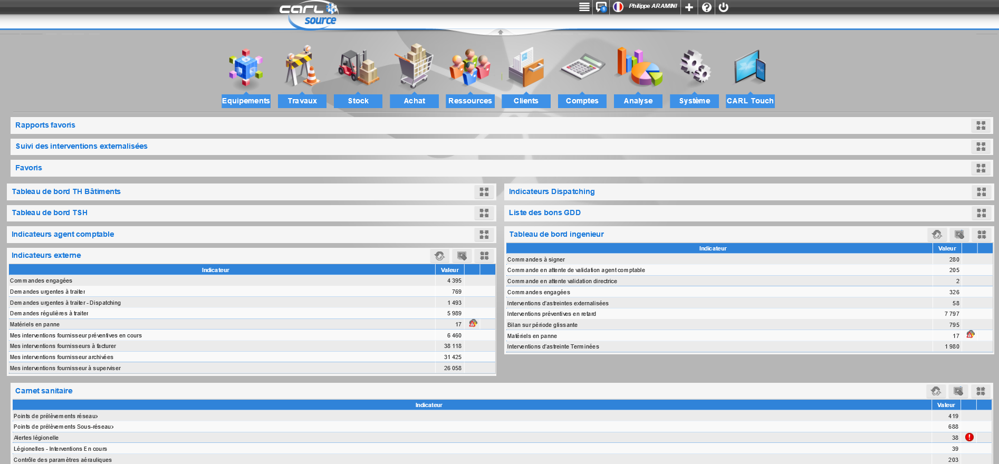 CARL source
1
Philippe ARAMINI
Equipements Travaux Stock Achat Ressources Clients Comptes Analyse Système CARL Touch
Rapports favoris
Suivi des interventions externalisées
Favoris
Tableau de bord TH Bâtiments
Tableau de bord TSH
Indicateurs agent comptable
Indicateurs externe
Indicateur Valeur
Commandes engagées 4 395
Demandes urgentes à traiter 769
Demandes urgentes à traiter - Dispatching 1 493
Demandes régulières à traiter 5 989
Matériels en panne 17
Mes interventions fournisseur préventives en cours 6 460
Mes interventions fournisseurs à facturer 38 118
Mes interventions fournisseur archivées 31 425
Mes interventions fournisseur à superviser 26 058
Indicateurs Dispatching
Liste des bons GDD
Tableau de bord ingenieur
Indicateur Valeur
Commandes à signer 280
Commande en attente de validation agent comptable 205
Commande en attente validation directrice 2
Commandes engagées 326
Interventions d'astreintes externalisées 58
Interventions préventives en retard 7 797
Bilan sur période glissante 795
Matériels en panne 17
Interventions d'astreinte Terminées 1 980
Carnet sanitaire
Indicateur Valeur
Points de prélèvements réseaux 419
Points de prélèvements Sous-réseaux 688
Alertes légionelle 38
Légionelles - Interventions En cours 39
Contrôle des paramètres aérauliques 203